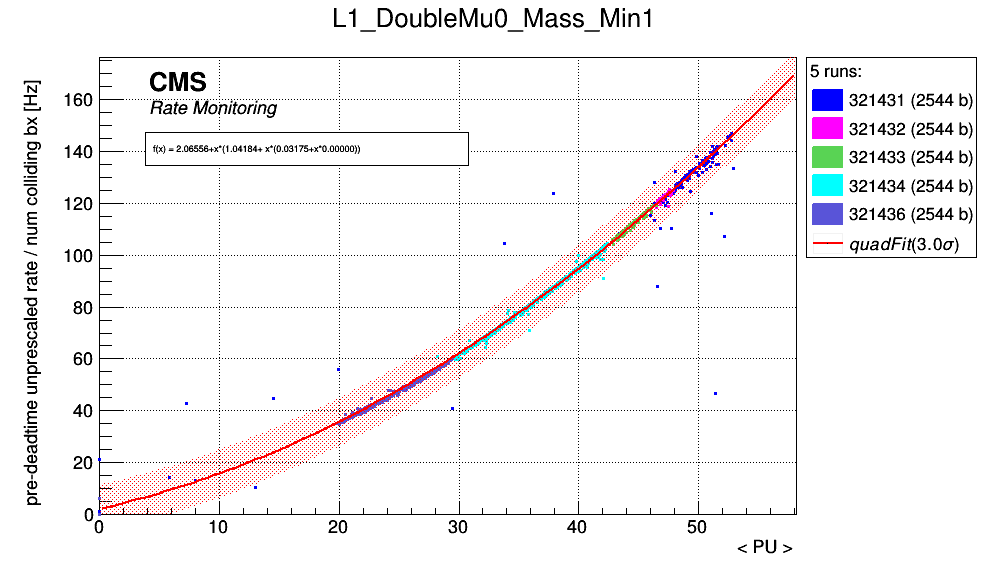 L1_DoubleMu0_Mass_Min1
pre-deadtime unprescaled rate / num colliding bx [Hz]
CMS
Rate Monitoring
f(x) = 2.06556+x*(1.04184+ x*(0.03175+x*0.00000))
160
140
120
100
80
60
40
20
0
0 10 20 30 40 50
< PU >
5 runs:
321431 (2544 b)
321432 (2544 b)
321433 (2544 b)
321434 (2544 b)
321436 (2544 b)
quadFit(3.0σ)